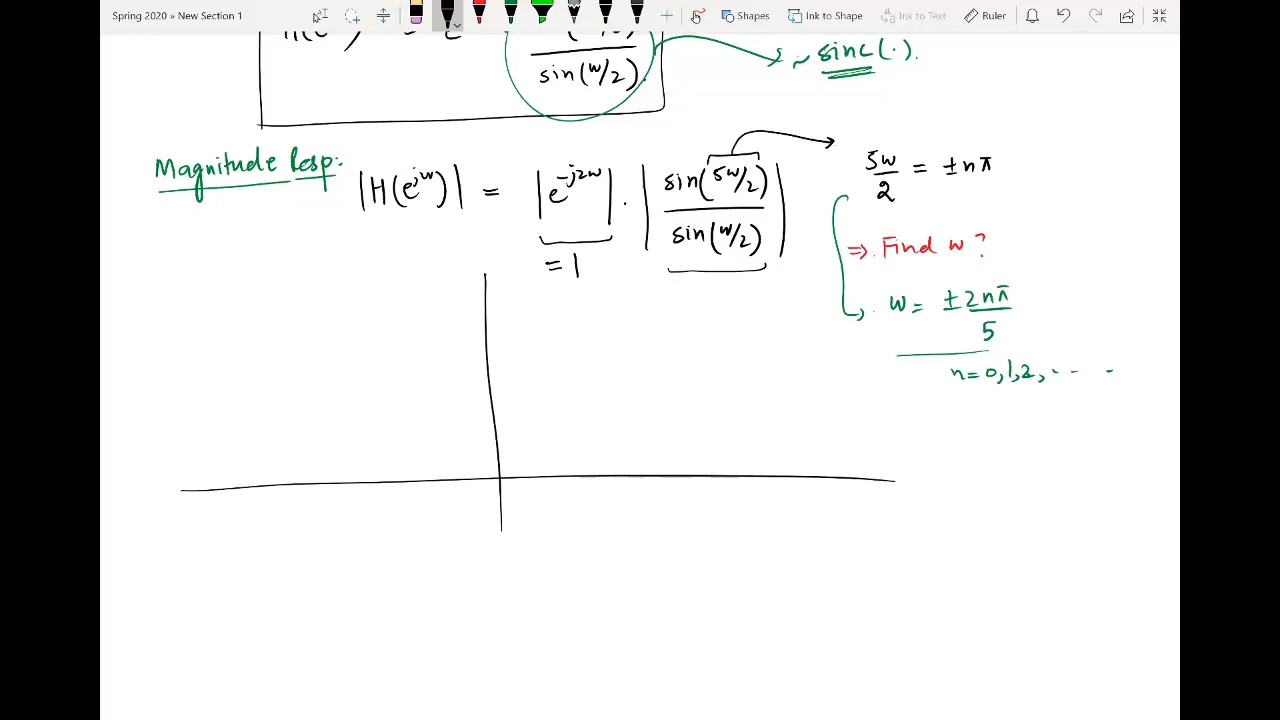 Spring 2020 » New Section 1
Shapes
Ink to Shape
Ink to Text
Ruler
sin(w/2).
~ sinc(·).
Magnitude Resp:
|H(e^{jw})| = |e^{-j2w}| · |sin(5w/2) / sin(w/2)|
= 1
5w/2 = ± nπ
⇒ Find w?
w = ±2nπ/5
n = 0, 1, 2, ....